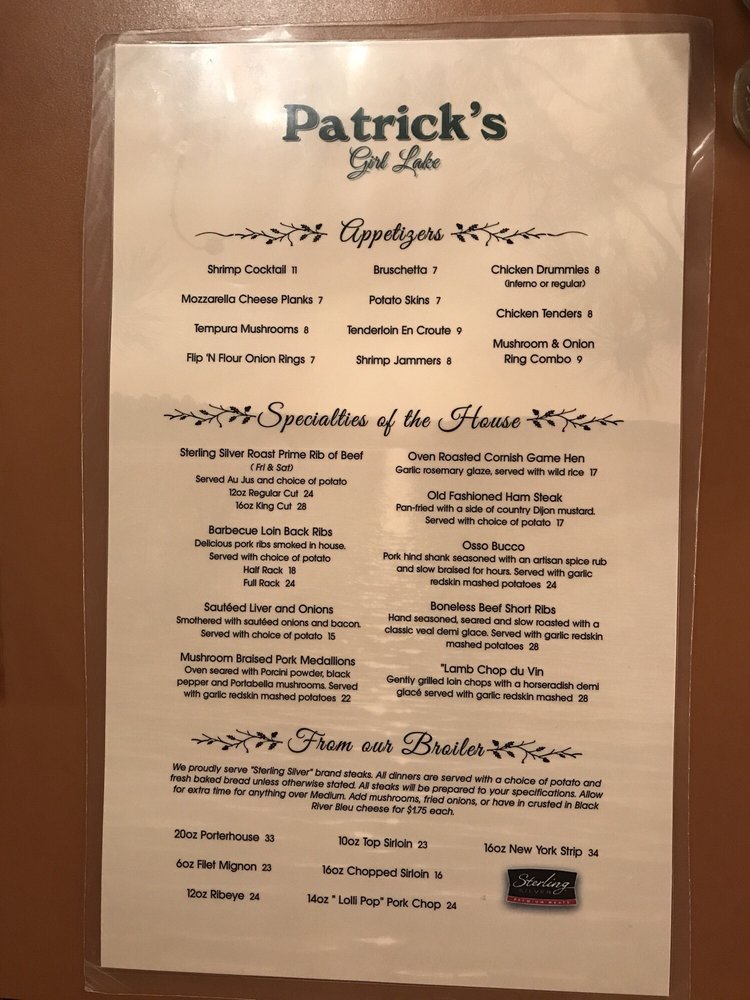 Patrick's
Girl Lake
Appetizers
Shrimp Cocktail 11
Mozzarella Cheese Planks 7
Tempura Mushrooms 8
Flip 'N Flour Onion Rings 7
Bruschetta 7
Potato Skins 7
Tenderloin En Croute 9
Shrimp Jammers 8
Chicken Drummies 8
(inferno or regular)
Chicken Tenders 8
Mushroom & Onion
Ring Combo 9
Specialties of the House
Sterling Silver Roast Prime Rib of Beef
(Fri & Sat)
Served Au Jus and choice of potato
12oz Regular Cut 24
16oz King Cut 28
Barbecue Loin Back Ribs
Delicious pork ribs smoked in house.
Served with choice of potato
Half Rack 18
Full Rack 24
Sautéed Liver and Onions
Smothered with sautéed onions and bacon.
Served with choice of potato 15
Mushroom Braised Pork Medallions
Oven seared with Porcini powder, black
pepper and Portabella mushrooms. Served
with garlic redskin mashed potatoes 22
Oven Roasted Cornish Game Hen
Garlic rosemary glaze, served with wild rice 17
Old Fashioned Ham Steak
Pan-fried with a side of country Dijon mustard.
Served with choice of potato 17
Osso Bucco
Pork hind shank seasoned with an artisan spice rub
and slow braised for hours. Served with garlic
redskin mashed potatoes 24
Boneless Beef Short Ribs
Hand seasoned, seared and slow roasted with a
classic veal demi glace. Served with garlic redskin
mashed potatoes 28
"Lamb Chop du Vin
Gently grilled loin chops with a horseradish demi
glacé served with garlic redskin mashed 28
From our Broiler
We proudly serve "Sterling Silver" brand steaks. All dinners are served with a choice of potato and
fresh baked bread unless otherwise stated. All steaks will be prepared to your specifications. Allow
for extra time for anything over Medium. Add mushrooms, fried onions, or have in crusted in Black
River Bleu cheese for $1.75 each.
20oz Porterhouse 33
6oz Filet Mignon 23
12oz Ribeye 24
10oz Top Sirloin 23
16oz Chopped Sirloin 16
14oz " Lolli Pop" Pork Chop 24
16oz New York Strip 34
Sterling
SILVER
PREMIUM MEATS